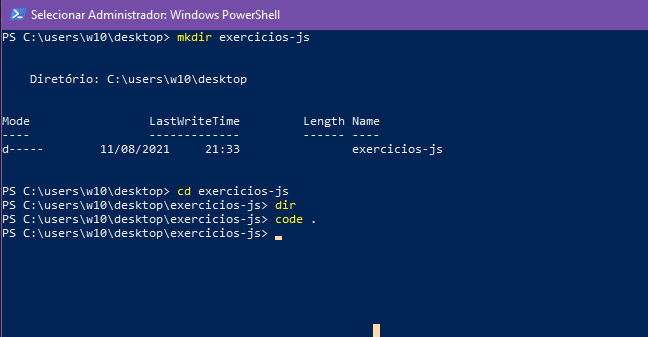 Selecionar Administrador: Windows PowerShell
PS C:\users\w10\desktop> mkdir exercicios-js
Diretório: C:\users\w10\desktop
Mode LastWriteTime Length Name
---- ------------- ------ ----
d----- 11/08/2021 21:33 exercicios-js
PS C:\users\w10\desktop> cd exercicios-js
PS C:\users\w10\desktop\exercicios-js> dir
PS C:\users\w10\desktop\exercicios-js> code .
PS C:\users\w10\desktop\exercicios-js>